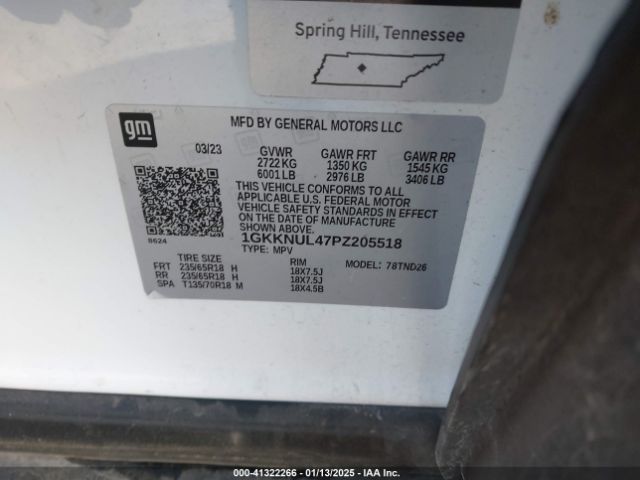 Spring Hill, Tennessee
gm
MFD BY GENERAL MOTORS LLC
03/23 GVWR GAWR FRT GAWR RR
2722 KG 1350 KG 1545 KG
6001 LB 2976 LB 3406 LB
THIS VEHICLE CONFORMS TO ALL
APPLICABLE U.S. FEDERAL MOTOR
VEHICLE SAFETY STANDARDS IN EFFECT
ON THE DATE OF MANUFACTURE
SHOWN ABOVE.
8624
1GKKNUL47PZ205518
TYPE: MPV
TIRE SIZE RIM MODEL: 78TND26
FRT 235/65R18 H 18X7.5J
RR 235/65R18 H 18X7.5J
SPA T135/70R18 M 18X4.5B
000-41322266 - 01/13/2025 - IAA Inc.